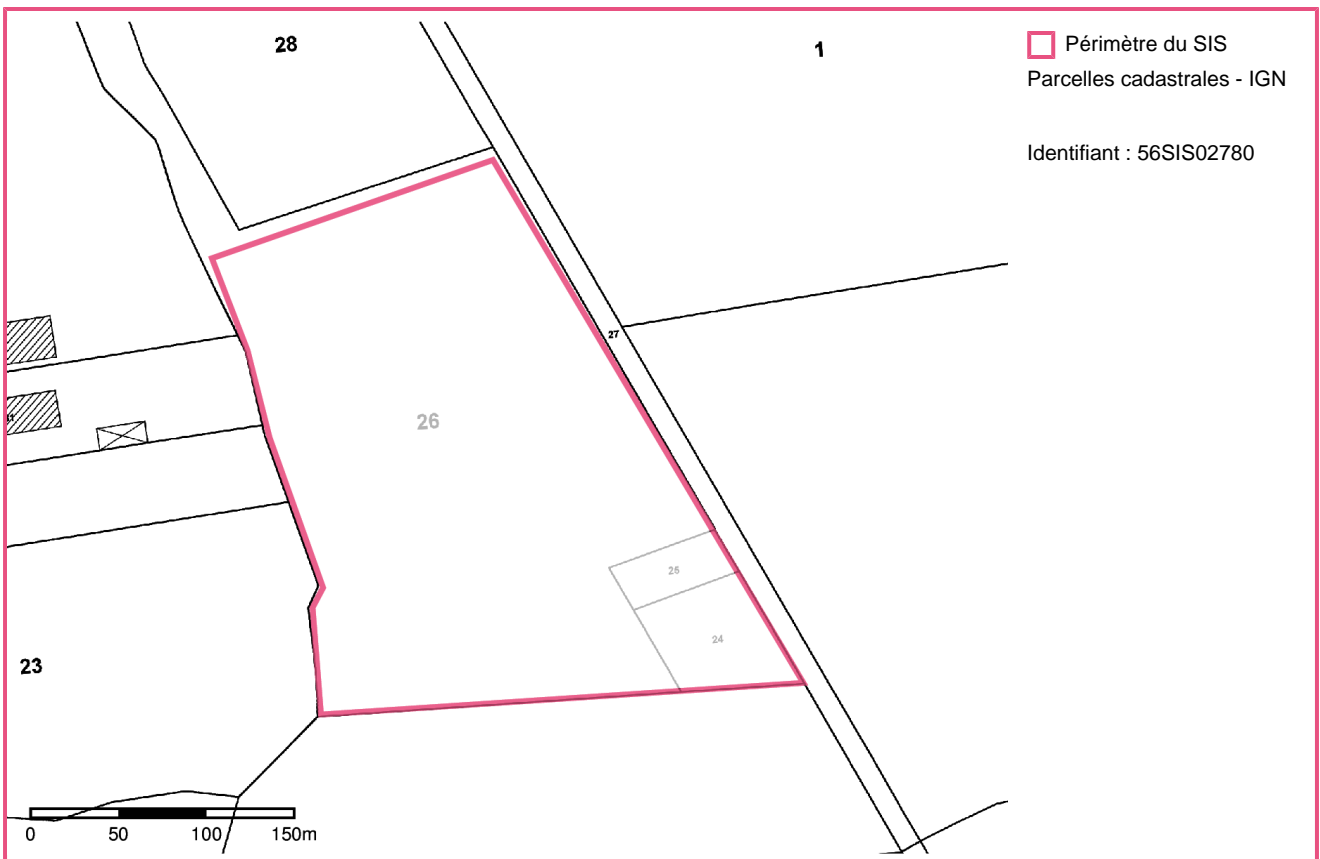 28
1
Périmètre du SIS
Parcelles cadastrales - IGN
Identifiant : 56SIS02780
27
26
25
24
23
0 50 100 150m